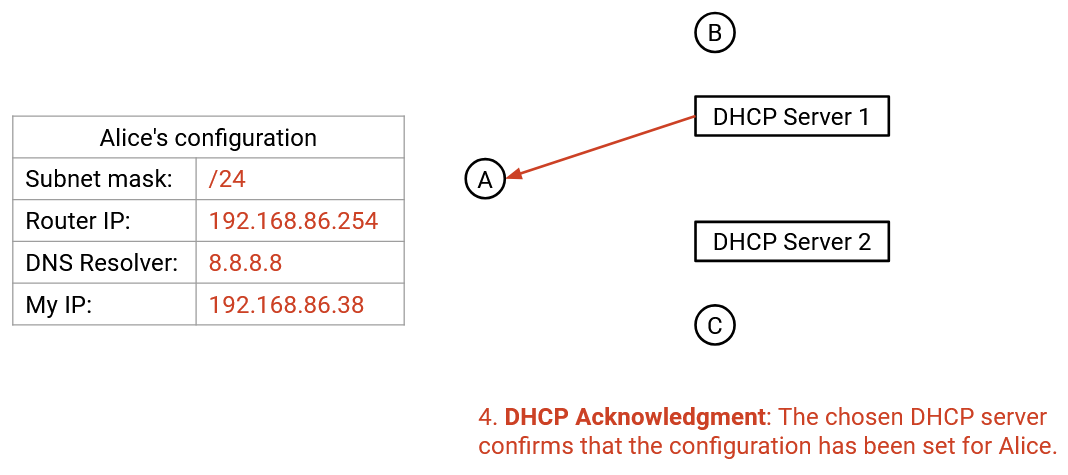 Alice's configuration
Subnet mask: /24
Router IP: 192.168.86.254
DNS Resolver: 8.8.8.8
My IP: 192.168.86.38
B
DHCP Server 1
A
DHCP Server 2
C
4. DHCP Acknowledgment: The chosen DHCP server
confirms that the configuration has been set for Alice.